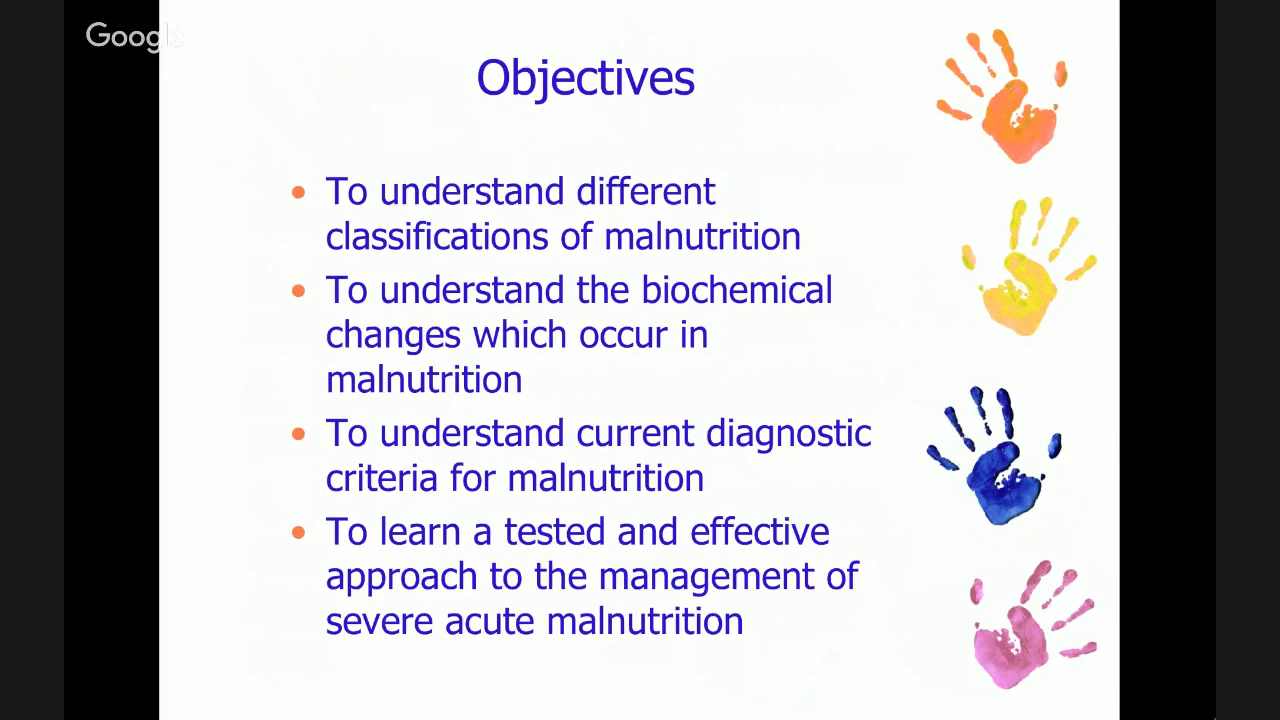 Google
Objectives
• To understand different
classifications of malnutrition
• To understand the biochemical
changes which occur in
malnutrition
• To understand current diagnostic
criteria for malnutrition
• To learn a tested and effective
approach to the management of
severe acute malnutrition